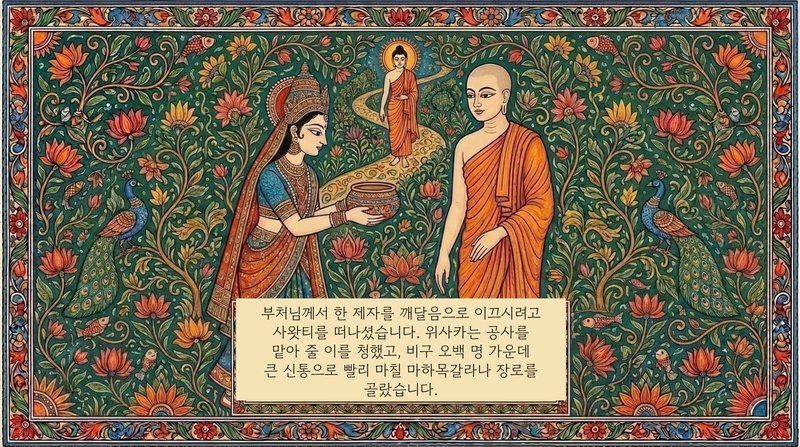 부처님께서 한 제자를 깨달음으로 이끄시려고
사왓티를 떠나셨습니다. 위사카는 공사를
맡아 줄 이를 청했고, 비구 오백 명 가운데
큰 신통으로 빨리 마칠 마하목갈라나 장로를
골랐습니다.